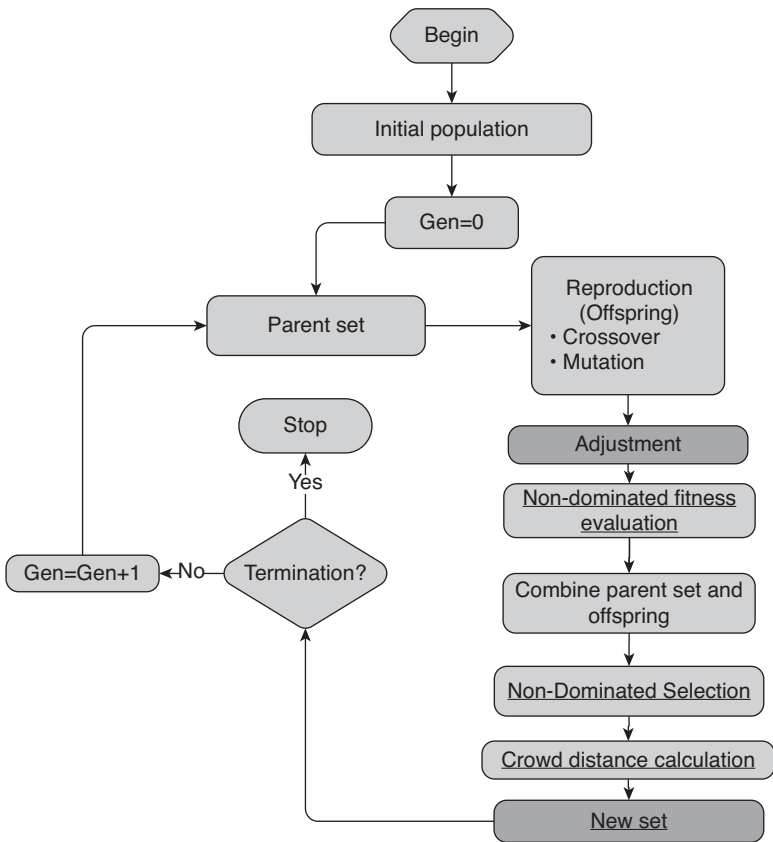 Begin
Initial population
Gen=0
Parent set
Reproduction
(Offspring)
• Crossover
• Mutation
Adjustment
Non-dominated fitness
evaluation
Combine parent set and
offspring
Non-Dominated Selection
Crowd distance calculation
New set
Termination?
Yes
Stop
No
Gen=Gen+1